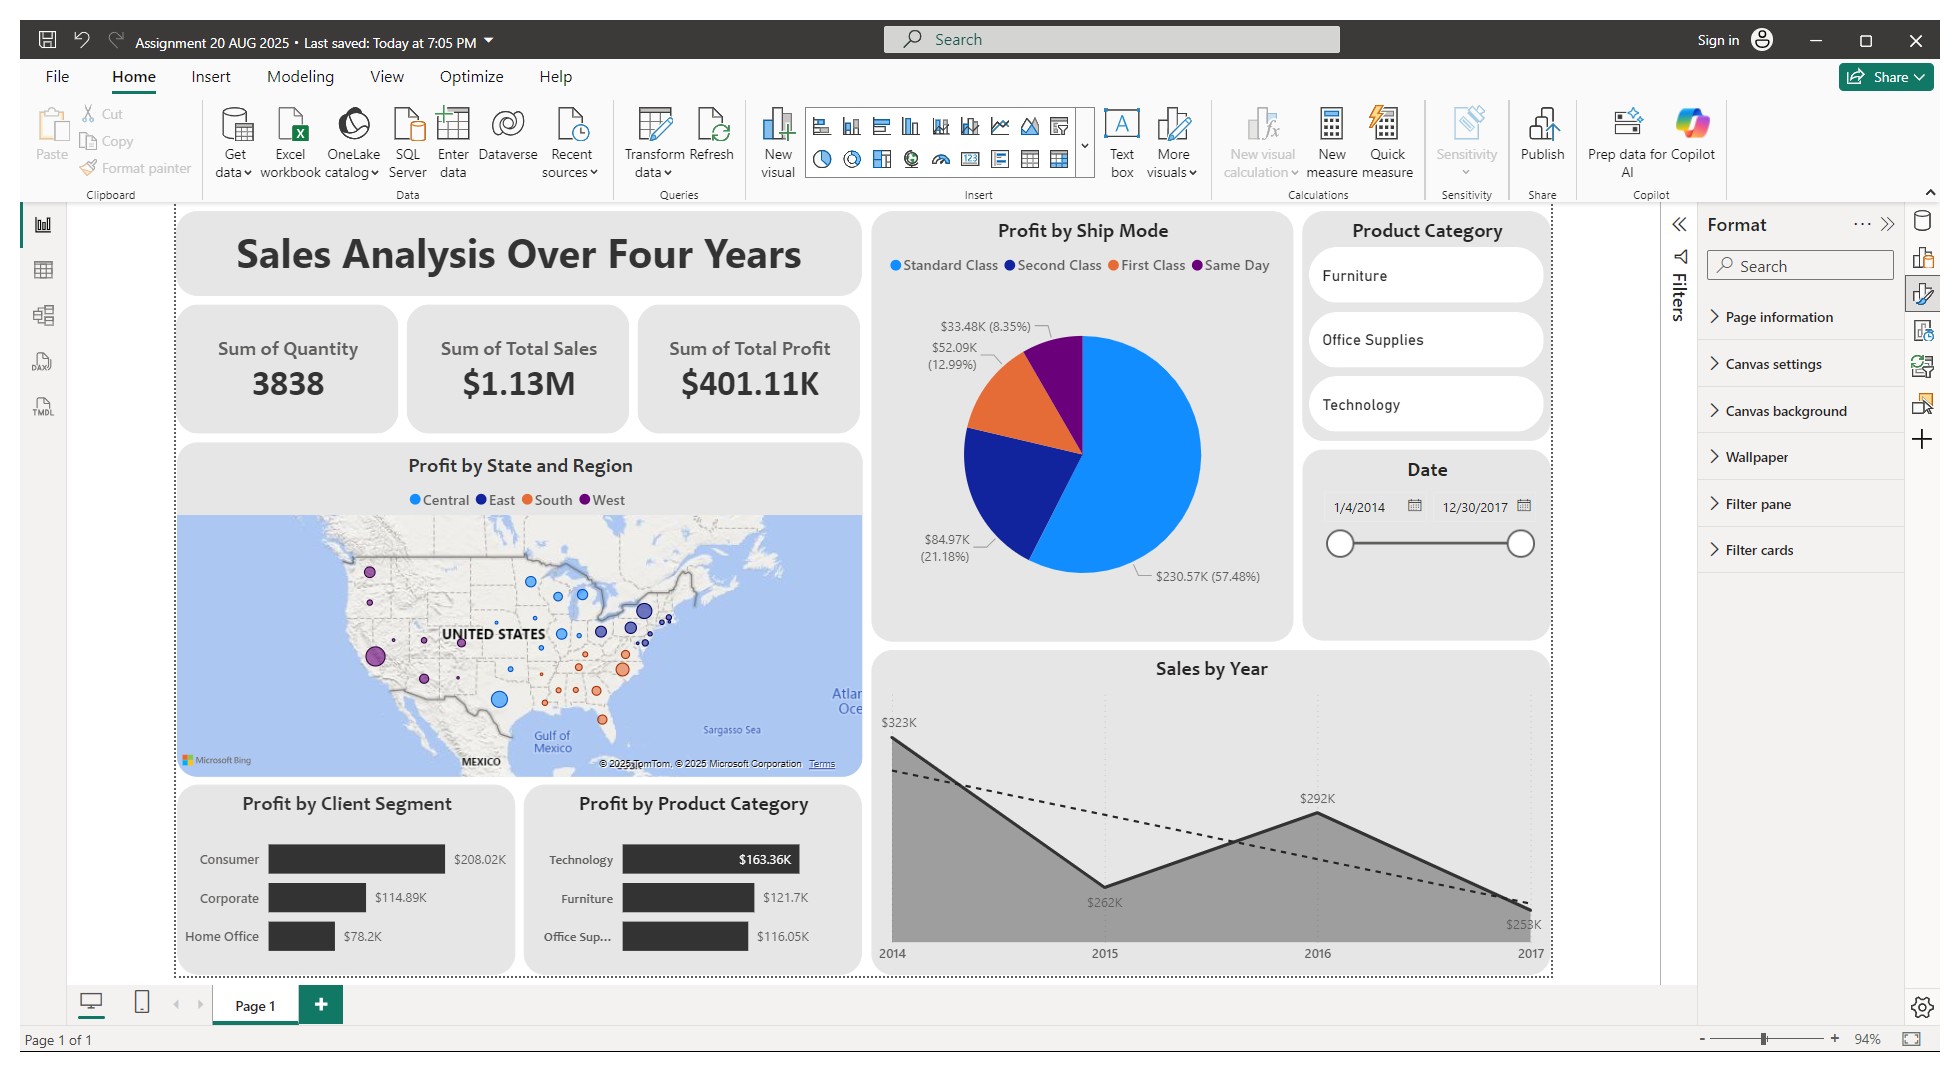 Assignment 20 AUG 2025 • Last saved: Today at 7:05 PM
Search
Sign in
File Home Insert Modeling View Optimize Help
Share
Paste
Cut
Copy
Format painter
Clipboard
Get data
Excel workbook
OneLake catalog
SQL Server
Enter data
Dataverse
Recent sources
Data
Transform data
Refresh
Queries
New visual
Text box
More visuals
Insert
New visual calculation
New measure
Quick measure
Calculations
Sensitivity
Sensitivity
Publish
Share
Prep data for AI
Copilot
Copilot
DAX
TMDL
Sales Analysis Over Four Years
Sum of Quantity
3838
Sum of Total Sales
$1.13M
Sum of Total Profit
$401.11K
Profit by State and Region
Central East South West
UNITED STATES
MEXICO
Gulf of
Mexico
Sargasso Sea
Atlan
Oce
Microsoft Bing
© 2025 TomTom, © 2025 Microsoft Corporation Terms
Profit by Client Segment
Consumer $208.02K
Corporate $114.89K
Home Office $78.2K
Profit by Product Category
Technology $163.36K
Furniture $121.7K
Office Sup... $116.05K
Profit by Ship Mode
Standard Class Second Class First Class Same Day
$33.48K (8.35%)
$52.09K
(12.99%)
$84.97K
(21.18%)
$230.57K (57.48%)
Product Category
Furniture
Office Supplies
Technology
Date
1/4/2014 12/30/2017
Sales by Year
$323K
$292K
$262K
$253K
2014 2015 2016 2017
Filters
Format
Search
Page information
Canvas settings
Canvas background
Wallpaper
Filter pane
Filter cards
Page 1
Page 1 of 1
- + 94%